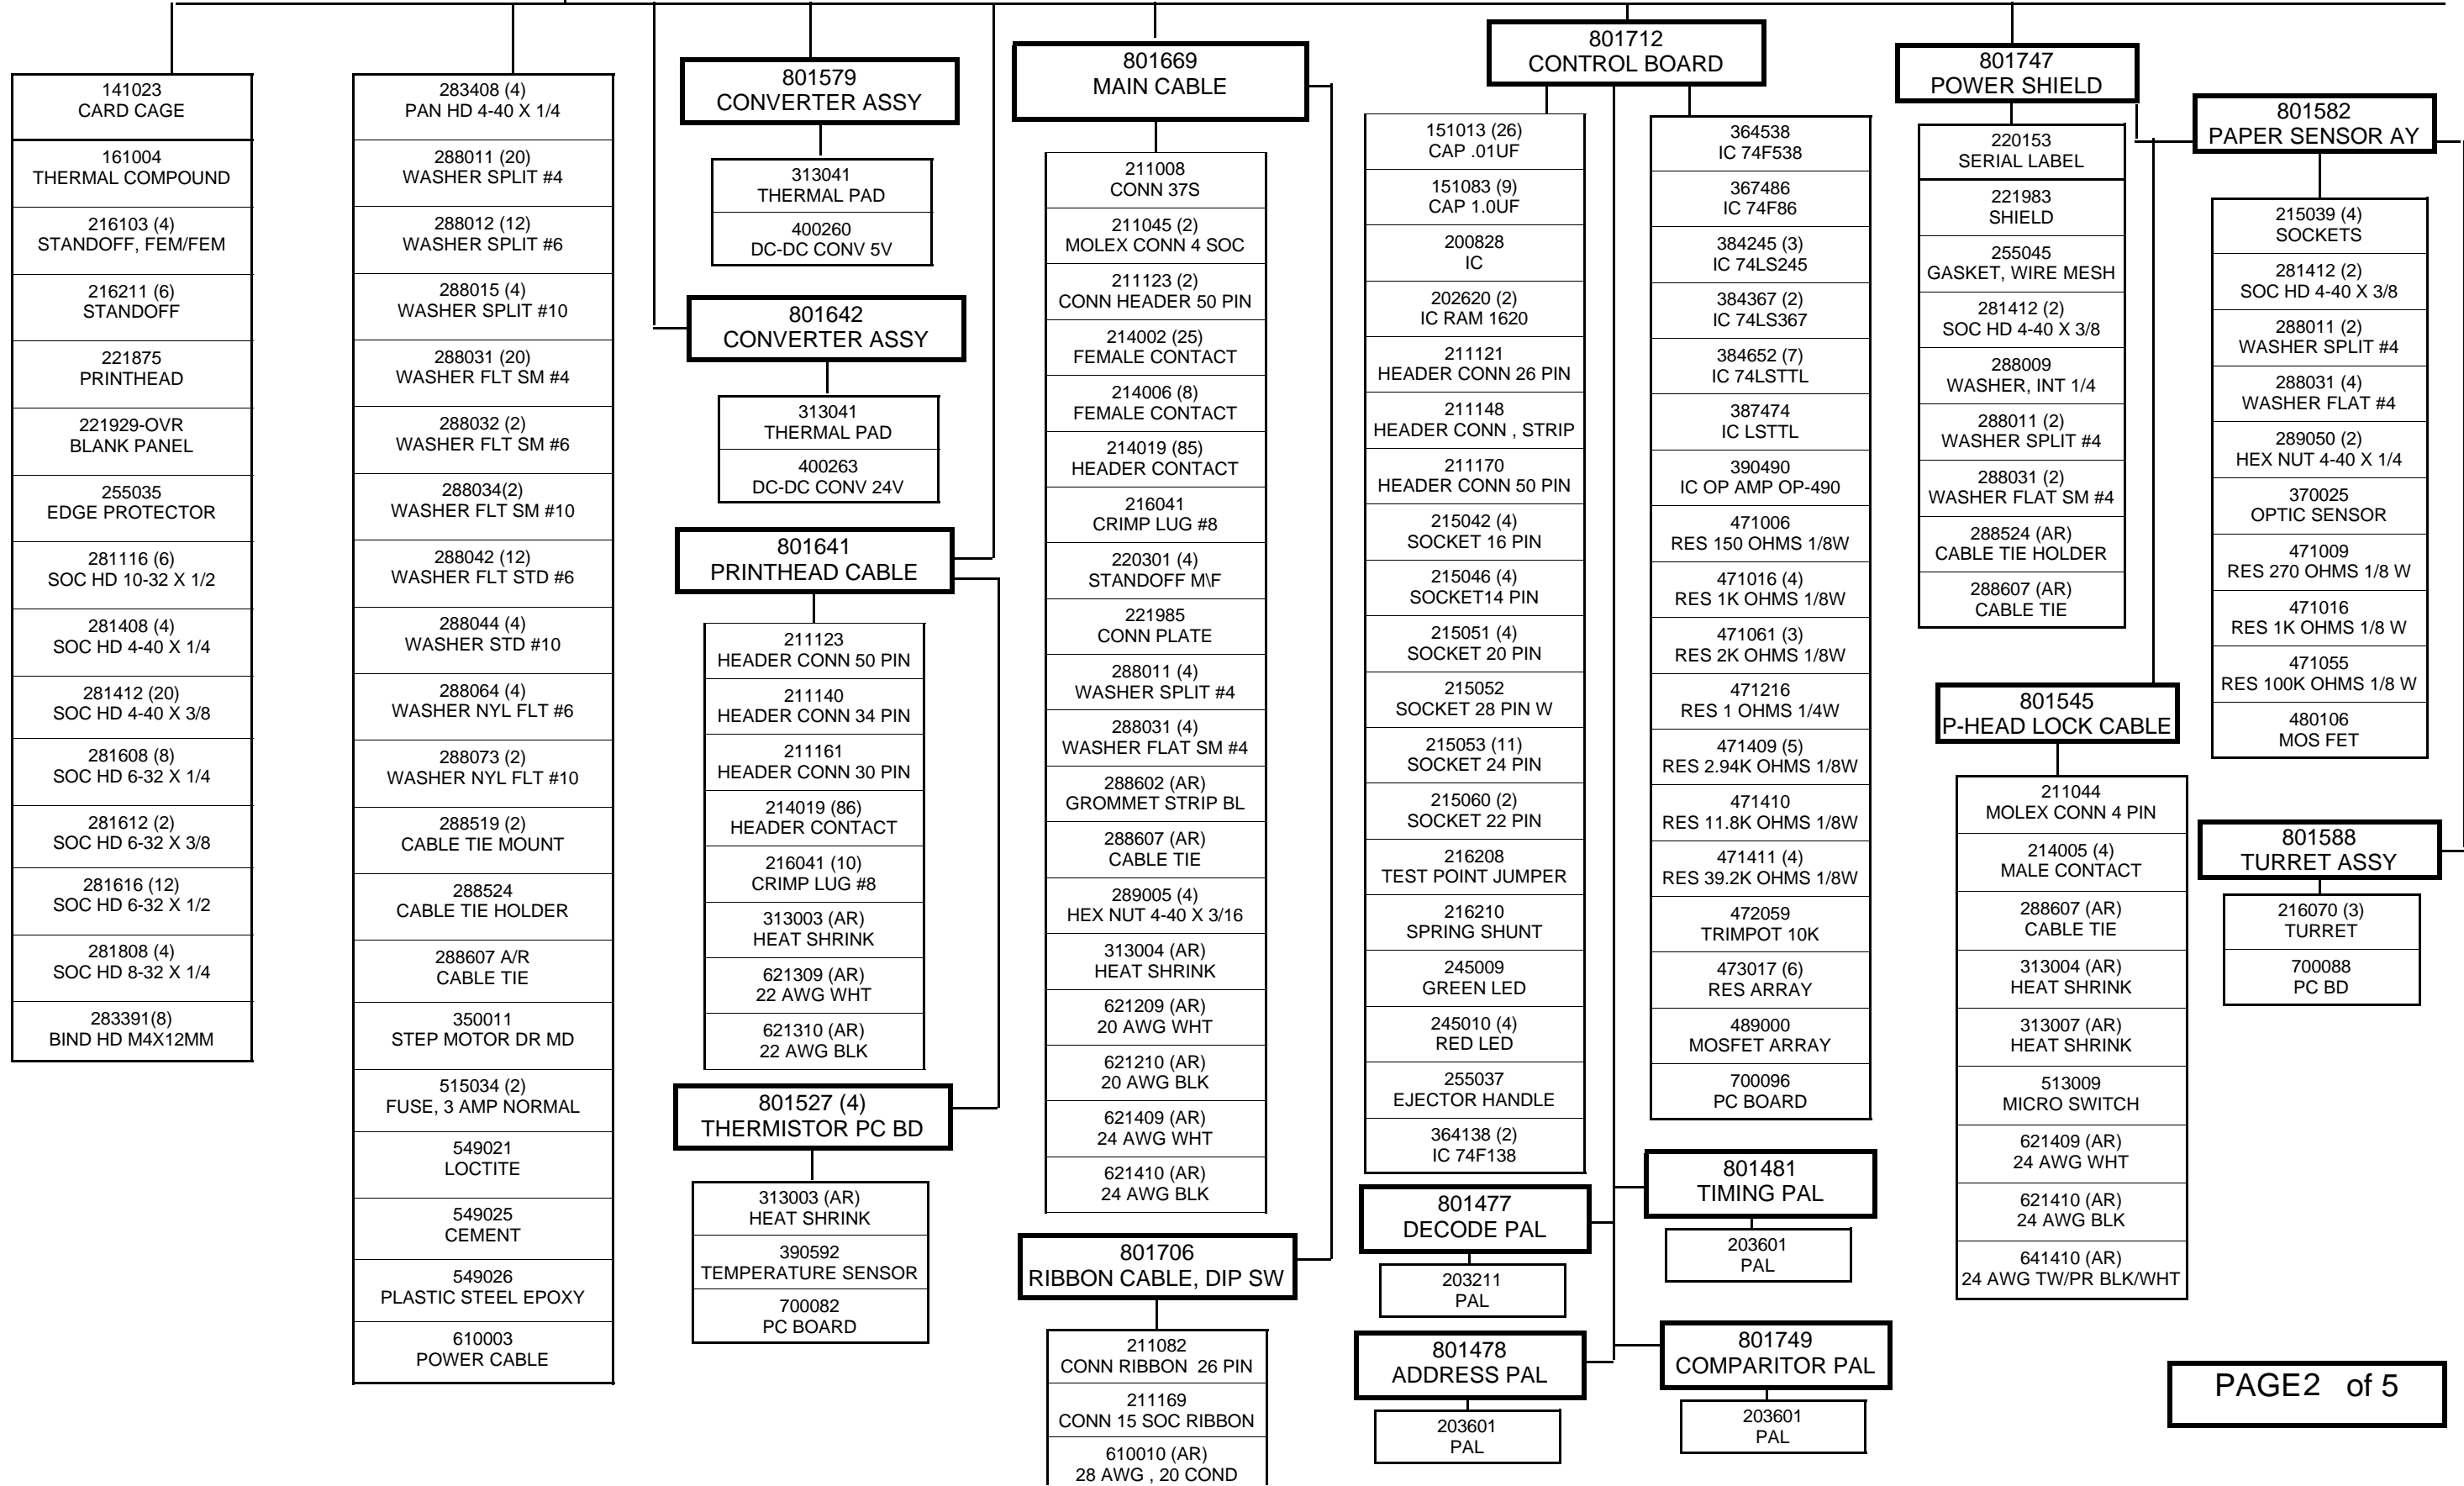 141023
CARD CAGE
161004
THERMAL COMPOUND
216103 (4)
STANDOFF, FEM/FEM
216211 (6)
STANDOFF
221875
PRINTHEAD
221929-OVR
BLANK PANEL
255035
EDGE PROTECTOR
281116 (6)
SOC HD 10-32 X 1/2
281408 (4)
SOC HD 4-40 X 1/4
281412 (20)
SOC HD 4-40 X 3/8
281608 (8)
SOC HD 6-32 X 1/4
281612 (2)
SOC HD 6-32 X 3/8
281616 (12)
SOC HD 6-32 X 1/2
281808 (4)
SOC HD 8-32 X 1/4
283391(8)
BIND HD M4X12MM
283408 (4)
PAN HD 4-40 X 1/4
288011 (20)
WASHER SPLIT #4
288012 (12)
WASHER SPLIT #6
288015 (4)
WASHER SPLIT #10
288031 (20)
WASHER FLT SM #4
288032 (2)
WASHER FLT SM #6
288034(2)
WASHER FLT SM #10
288042 (12)
WASHER FLT STD #6
288044 (4)
WASHER STD #10
288064 (4)
WASHER NYL FLT #6
288073 (2)
WASHER NYL FLT #10
288519 (2)
CABLE TIE MOUNT
288524
CABLE TIE HOLDER
288607 A/R
CABLE TIE
350011
STEP MOTOR DR MD
515034 (2)
FUSE, 3 AMP NORMAL
549021
LOCTITE
549025
CEMENT
549026
PLASTIC STEEL EPOXY
610003
POWER CABLE
801579
CONVERTER ASSY
313041
THERMAL PAD
400260
DC-DC CONV 5V
801642
CONVERTER ASSY
313041
THERMAL PAD
400263
DC-DC CONV 24V
801641
PRINTHEAD CABLE
211123
HEADER CONN 50 PIN
211140
HEADER CONN 34 PIN
211161
HEADER CONN 30 PIN
214019 (86)
HEADER CONTACT
216041 (10)
CRIMP LUG #8
313003 (AR)
HEAT SHRINK
621309 (AR)
22 AWG WHT
621310 (AR)
22 AWG BLK
801527 (4)
THERMISTOR PC BD
313003 (AR)
HEAT SHRINK
390592
TEMPERATURE SENSOR
700082
PC BOARD
801669
MAIN CABLE
211008
CONN 37S
211045 (2)
MOLEX CONN 4 SOC
211123 (2)
CONN HEADER 50 PIN
214002 (25)
FEMALE CONTACT
214006 (8)
FEMALE CONTACT
214019 (85)
HEADER CONTACT
216041
CRIMP LUG #8
220301 (4)
STANDOFF M\F
221985
CONN PLATE
288011 (4)
WASHER SPLIT #4
288031 (4)
WASHER FLAT SM #4
288602 (AR)
GROMMET STRIP BL
288607 (AR)
CABLE TIE
289005 (4)
HEX NUT 4-40 X 3/16
313004 (AR)
HEAT SHRINK
621209 (AR)
20 AWG WHT
621210 (AR)
20 AWG BLK
621409 (AR)
24 AWG WHT
621410 (AR)
24 AWG BLK
801706
RIBBON CABLE, DIP SW
211082
CONN RIBBON 26 PIN
211169
CONN 15 SOC RIBBON
610010 (AR)
28 AWG , 20 COND
801712
CONTROL BOARD
151013 (26)
CAP .01UF
151083 (9)
CAP 1.0UF
200828
IC
202620 (2)
IC RAM 1620
211121
HEADER CONN 26 PIN
211148
HEADER CONN , STRIP
211170
HEADER CONN 50 PIN
215042 (4)
SOCKET 16 PIN
215046 (4)
SOCKET14 PIN
215051 (4)
SOCKET 20 PIN
215052
SOCKET 28 PIN W
215053 (11)
SOCKET 24 PIN
215060 (2)
SOCKET 22 PIN
216208
TEST POINT JUMPER
216210
SPRING SHUNT
245009
GREEN LED
245010 (4)
RED LED
255037
EJECTOR HANDLE
364138 (2)
IC 74F138
364538
IC 74F538
367486
IC 74F86
384245 (3)
IC 74LS245
384367 (2)
IC 74LS367
384652 (7)
IC 74LSTTL
387474
IC LSTTL
390490
IC OP AMP OP-490
471006
RES 150 OHMS 1/8W
471016 (4)
RES 1K OHMS 1/8W
471061 (3)
RES 2K OHMS 1/8W
471216
RES 1 OHMS 1/4W
471409 (5)
RES 2.94K OHMS 1/8W
471410
RES 11.8K OHMS 1/8W
471411 (4)
RES 39.2K OHMS 1/8W
472059
TRIMPOT 10K
473017 (6)
RES ARRAY
489000
MOSFET ARRAY
700096
PC BOARD
801477
DECODE PAL
203211
PAL
801481
TIMING PAL
203601
PAL
801478
ADDRESS PAL
203601
PAL
801749
COMPARITOR PAL
203601
PAL
801747
POWER SHIELD
220153
SERIAL LABEL
221983
SHIELD
255045
GASKET, WIRE MESH
281412 (2)
SOC HD 4-40 X 3/8
288009
WASHER, INT 1/4
288011 (2)
WASHER SPLIT #4
288031 (2)
WASHER FLAT SM #4
288524 (AR)
CABLE TIE HOLDER
288607 (AR)
CABLE TIE
801545
P-HEAD LOCK CABLE
211044
MOLEX CONN 4 PIN
214005 (4)
MALE CONTACT
288607 (AR)
CABLE TIE
313004 (AR)
HEAT SHRINK
313007 (AR)
HEAT SHRINK
513009
MICRO SWITCH
621409 (AR)
24 AWG WHT
621410 (AR)
24 AWG BLK
641410 (AR)
24 AWG TW/PR BLK/WHT
801582
PAPER SENSOR AY
215039 (4)
SOCKETS
281412 (2)
SOC HD 4-40 X 3/8
288011 (2)
WASHER SPLIT #4
288031 (4)
WASHER FLAT #4
289050 (2)
HEX NUT 4-40 X 1/4
370025
OPTIC SENSOR
471009
RES 270 OHMS 1/8 W
471016
RES 1K OHMS 1/8 W
471055
RES 100K OHMS 1/8 W
480106
MOS FET
801588
TURRET ASSY
216070 (3)
TURRET
700088
PC BD
PAGE2 of 5